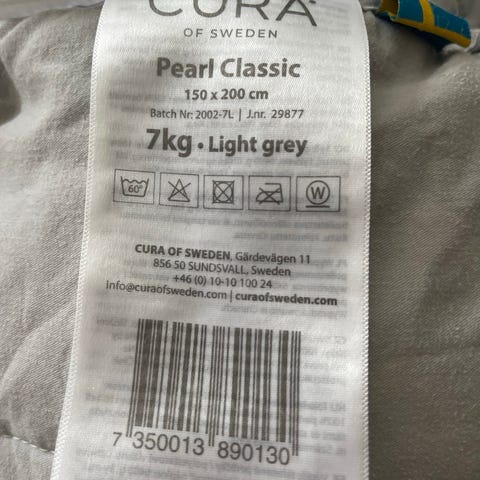 CURA
OF SWEDEN
Pearl Classic
150 x 200 cm
Batch Nr: 2002-7L | J.nr. 29877
7kg • Light grey
60°
W
CURA OF SWEDEN, Gärdevägen 11
856 50 SUNDSVALL, Sweden
+46 (0) 10-10 100 24
info@curaofsweden.com | curaofsweden.com
7 350013 890130